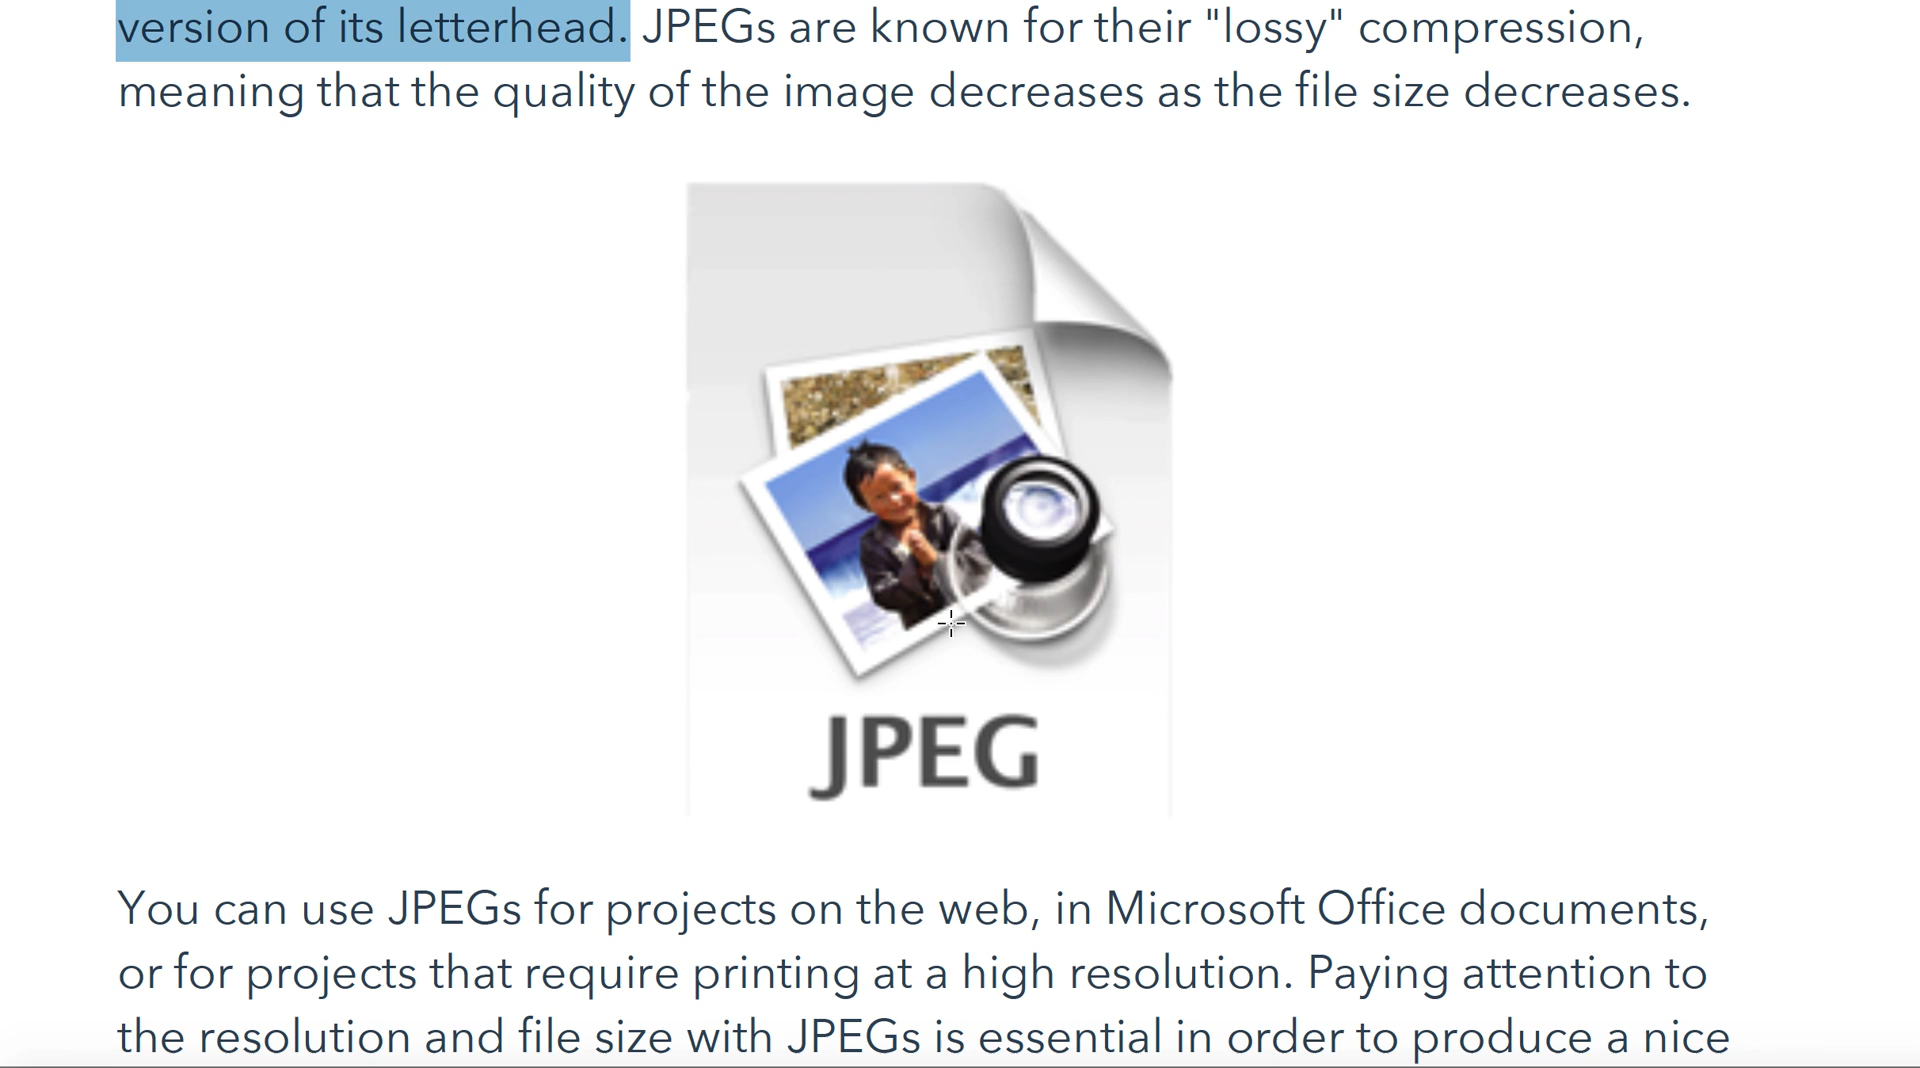 version of its letterhead. JPEGs are known for their "lossy" compression,
meaning that the quality of the image decreases as the file size decreases.
JPEG
You can use JPEGs for projects on the web, in Microsoft Office documents,
or for projects that require printing at a high resolution. Paying attention to
the resolution and file size with JPEGs is essential in order to produce a nice